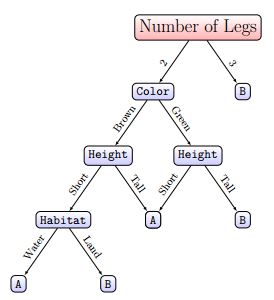 Number of Legs
2
3
Color
B
Brown
Green
Height
Height
Short
Tall
Short
Tall
Habitat
A
B
Water
Land
A
B